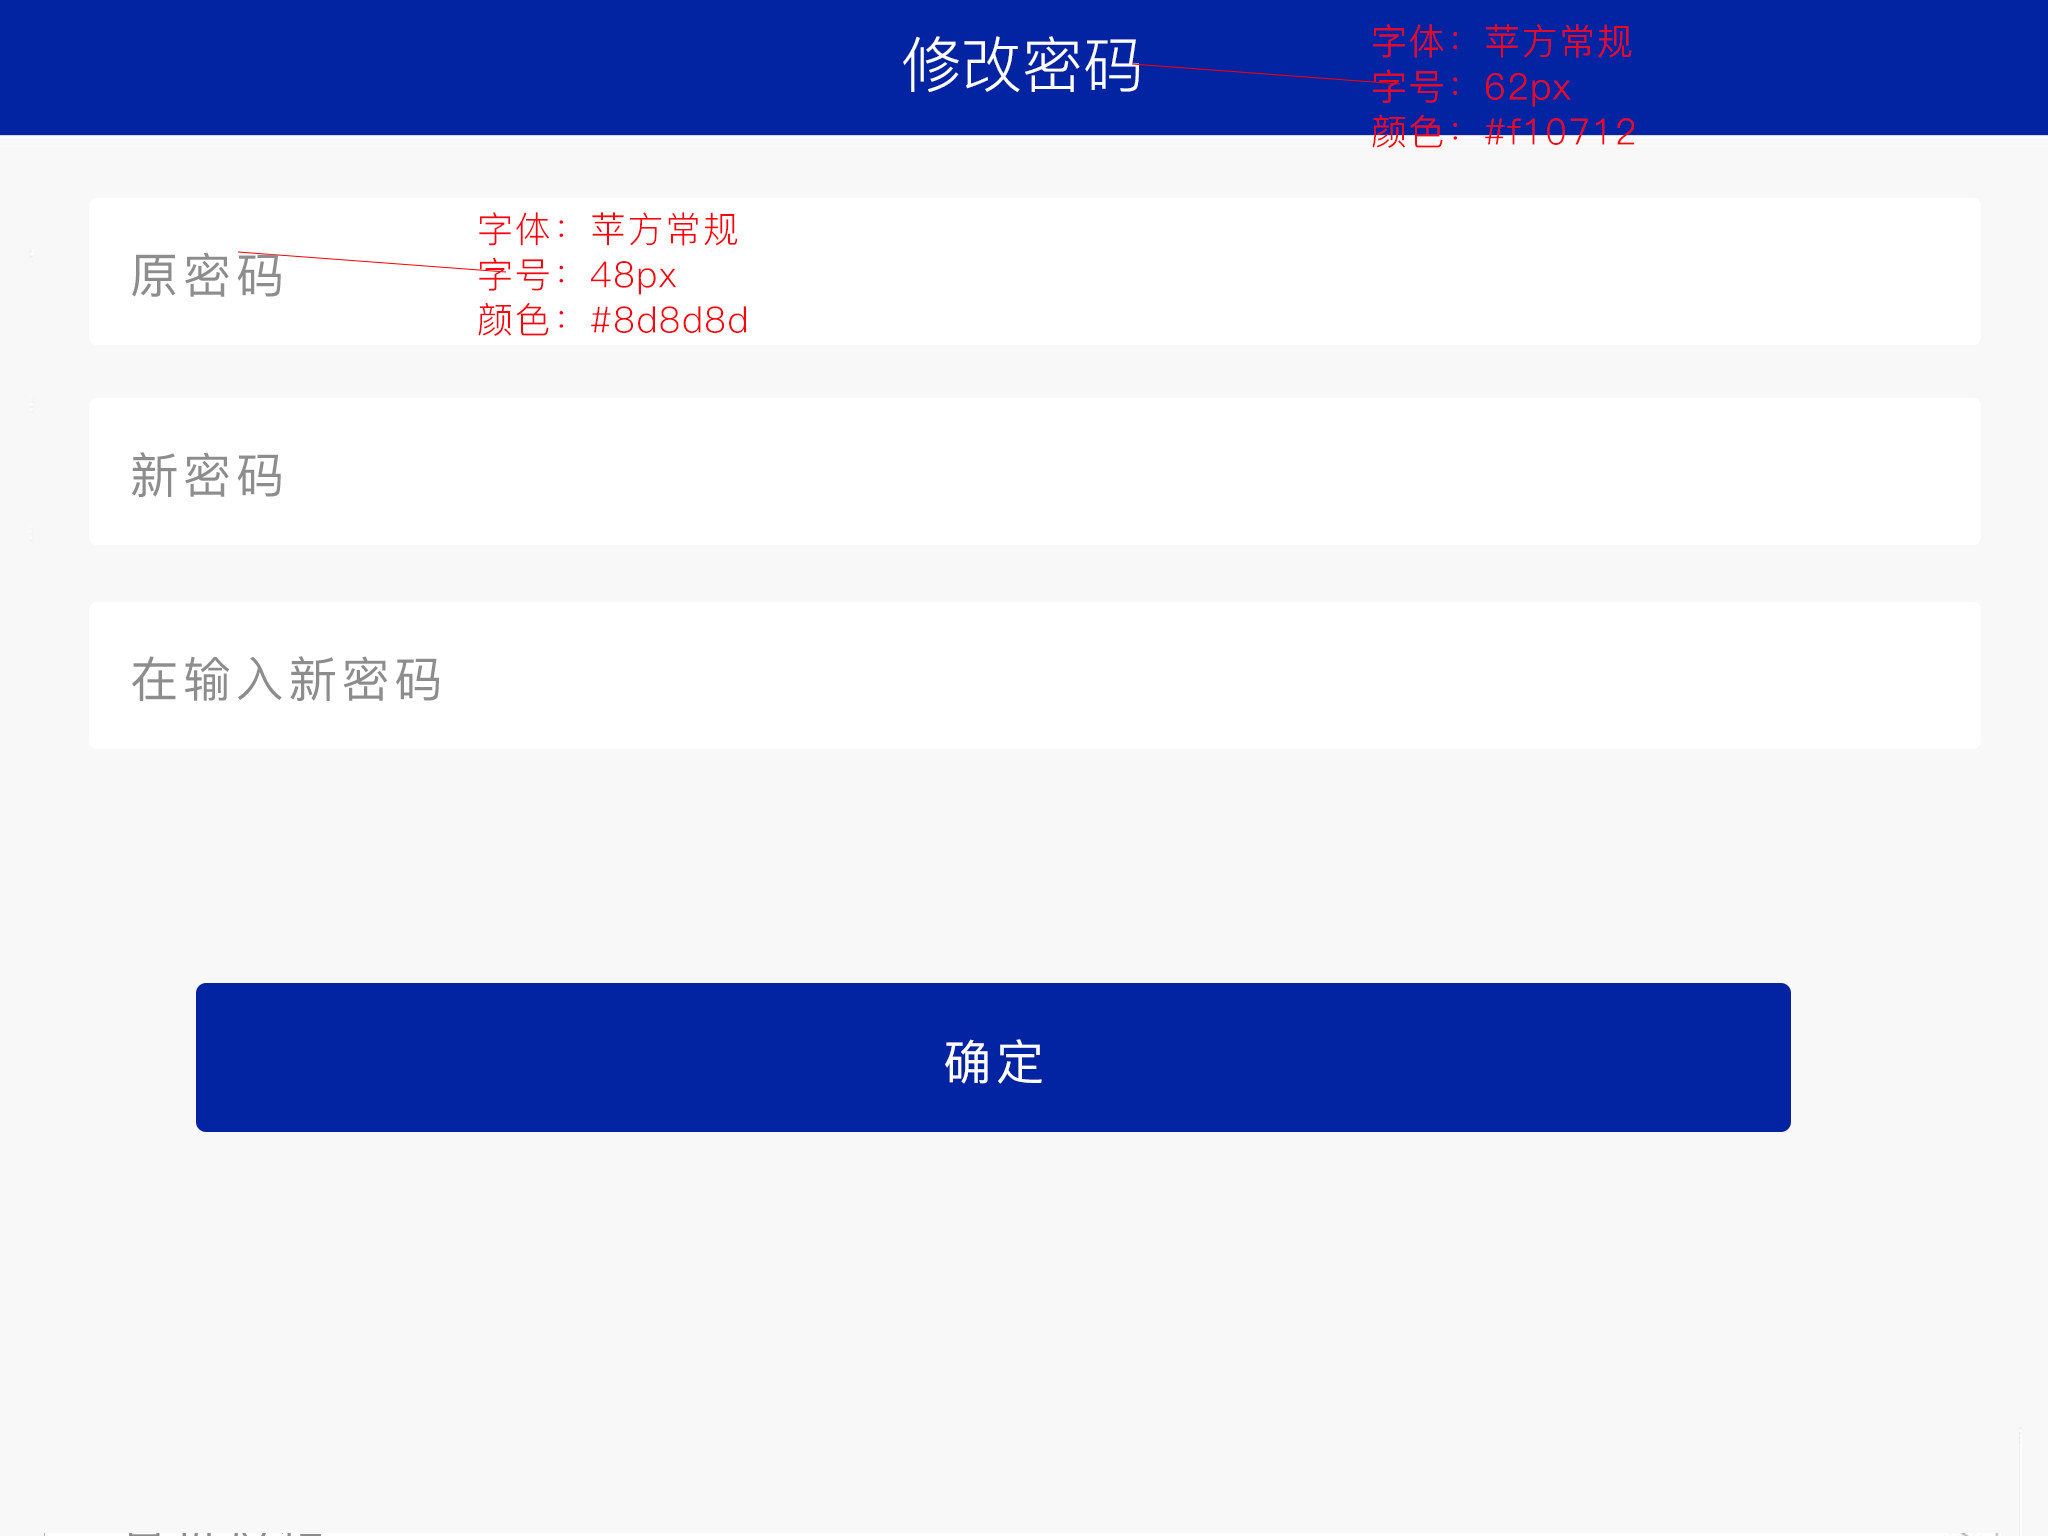 修改密码
字体：苹方常规
字号：62px
颜色：#f10712
原密码
字体：苹方常规
字号：48px
颜色：#8d8d8d
新密码
在输入新密码
确定